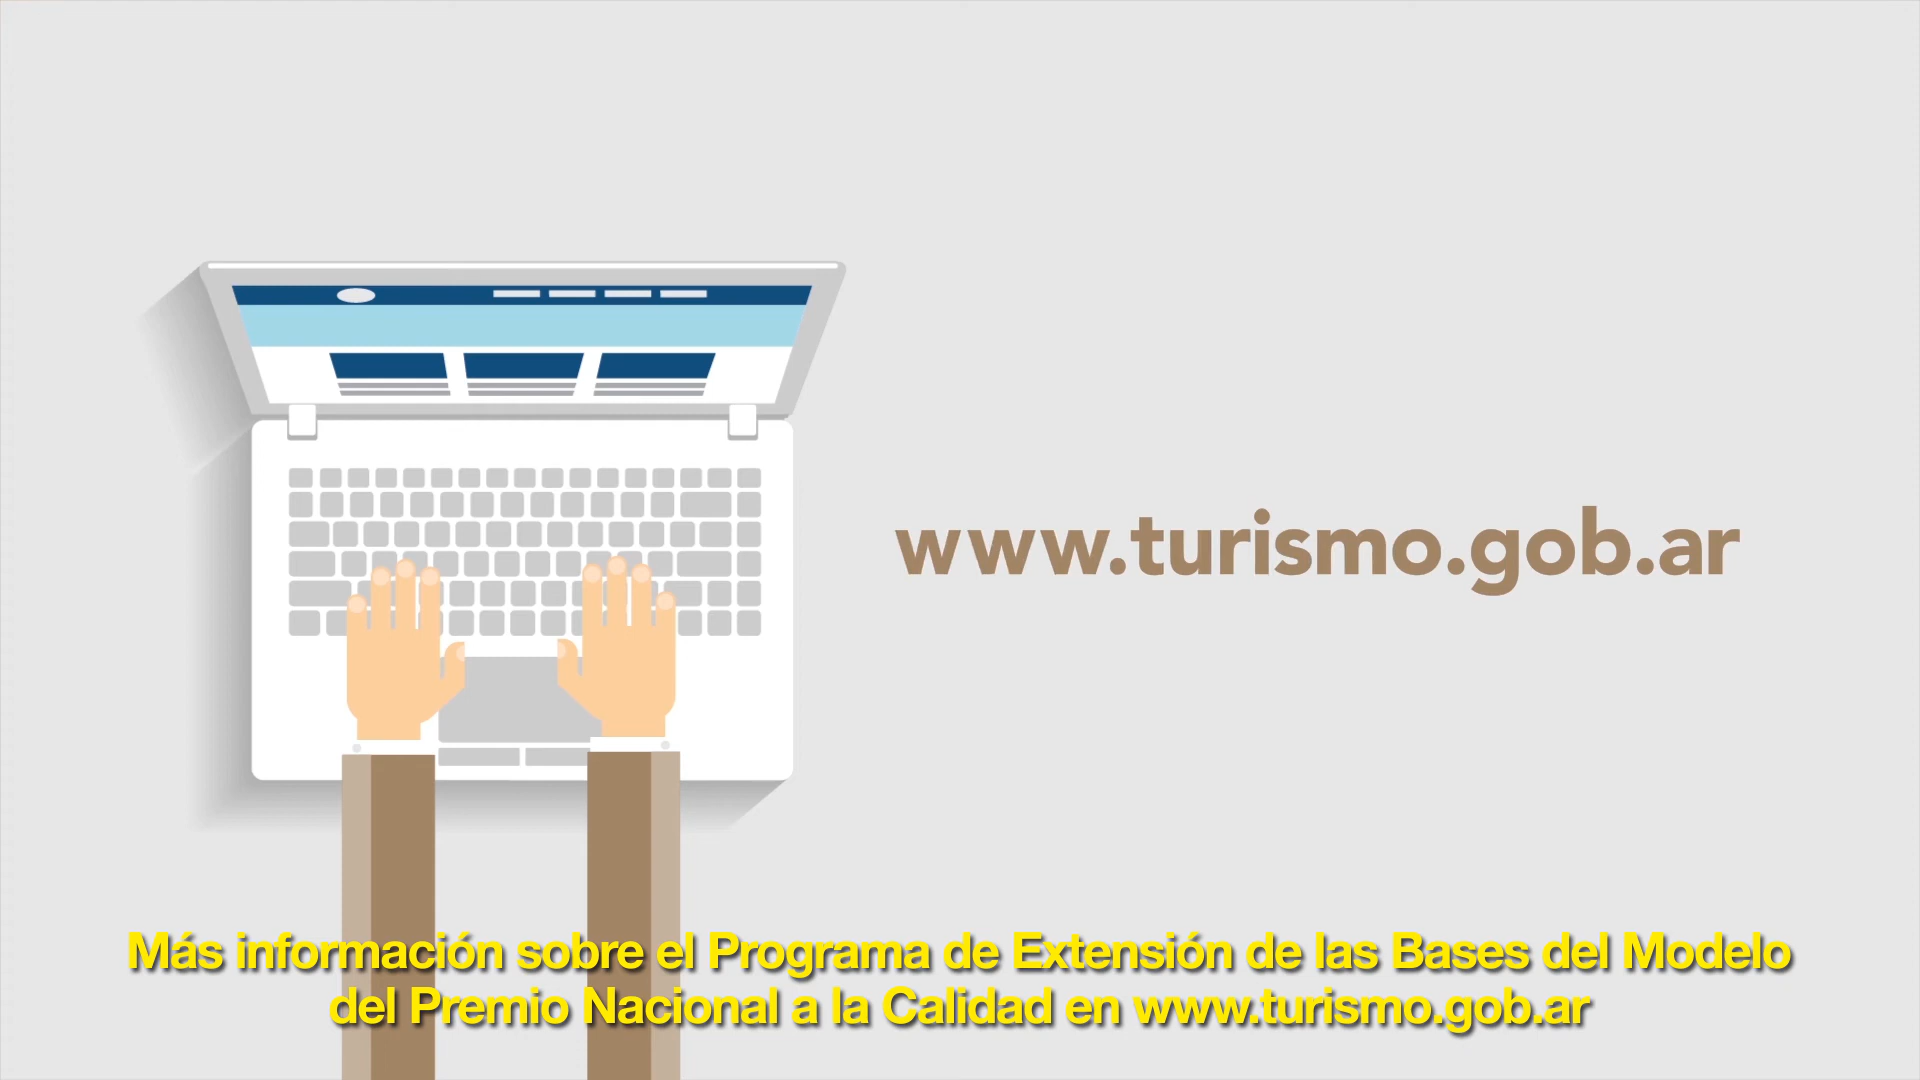 www.turismo.gob.ar
Más información sobre el Programa de Extensión de las Bases del Modelo
del Premio Nacional a la Calidad en www.turismo.gob.ar